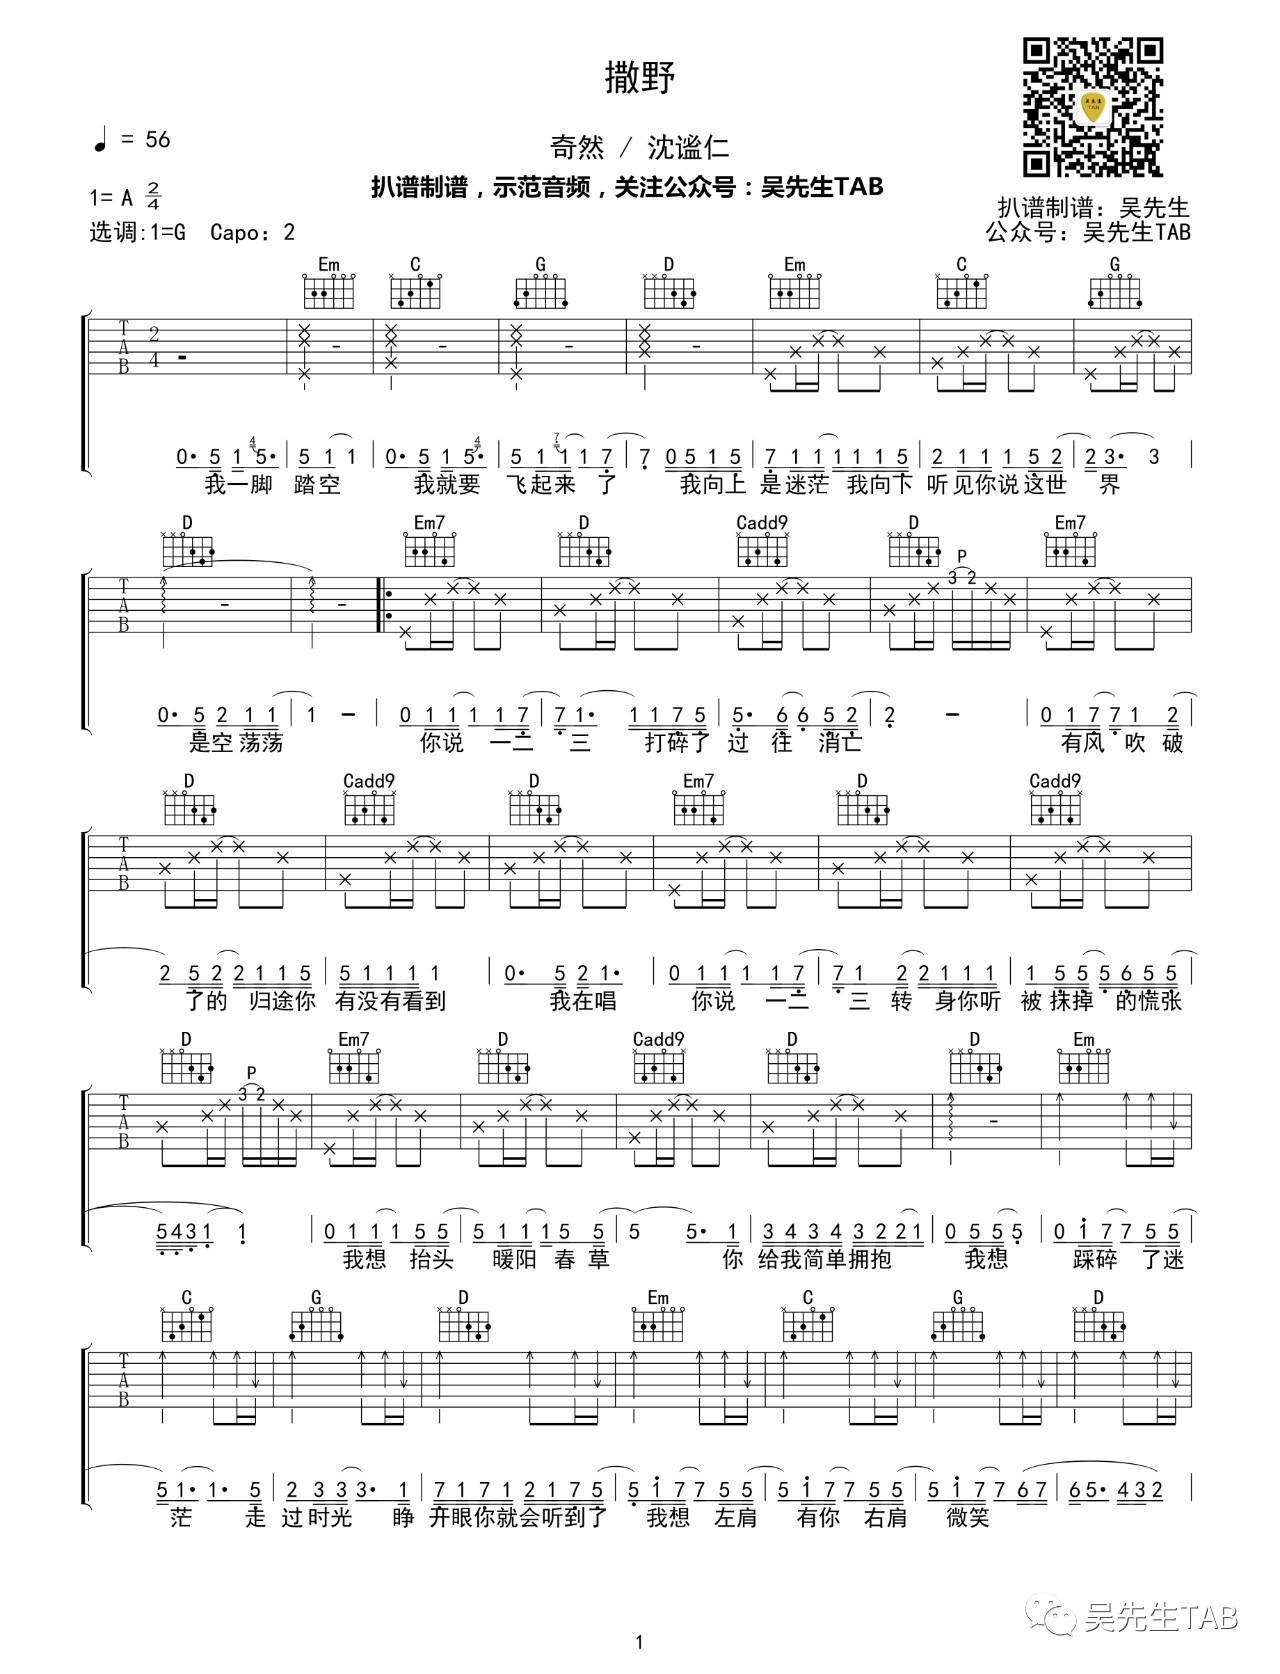 撒野
♩ = 56
奇然 / 沈谧仁
扒谱制谱，示范音频，关注公众号：吴先生TAB
1= A 2/4
扒谱制谱：吴先生
选调:1=G Capo: 2
公众号：吴先生TAB
Em C G D Em C G
T A B 2 4
0· 5 1 5· 5 1 1 0· 5 1 5· 5 1 1 1 7 7 0 5 1 5 7 1 1 1 1 1 5 2 1 1 1 5 2 2 3· 3
我一脚 踏空 我就要 飞起来 了 我向上 是迷茫 我向下 听见你说这世 界
D Em7 D Cadd9 D Em7
P
T A B 3 2
0· 5 2 1 1 1 – 0 1 1 1 1 7 7 1· 1 1 7 5 5· 6 6 5 2 2 – 0 1 7 7 1 2
是空荡荡 你说 一二 三 打碎了 过 往 消亡 有风 吹 破
D Cadd9 D Em7 D Cadd9
T A B
2 5 2 2 1 1 5 5 1 1 1 1 0· 5 2 1· 0 1 1 1 1 7 7 1 2 2 1 1 1 1 5 5 5 6 5 5
了的 归途你 有没有看到 我在唱 你说 一二 三 转 身你听 被 抹掉 的慌张
D Em7 D Cadd9 D D Em
P
T A B 3 2
5 4 3 1 1 0 1 1 1 5 5 5 1 1 1 5 5 5 5· 1 3 4 3 4 3 2 2 1 0 5 5 5 0 1 7 7 5 5
我想 抬头 暖阳 春草 你 给我简单拥抱 我想 踩碎 了迷
C G D Em C G D
T A B
5 1· 1· 5 2 3 3 3· 1 7 1 7 1 2 1 7 5 5 1 7 7 5 5 5 1 7 7 5 5 5 1 7 7 6 7 6 5· 4 3 2
茫 走 过时光 睁 开眼你就会听到了 我想 左肩 有你 右肩 微笑
吴先生TAB
1